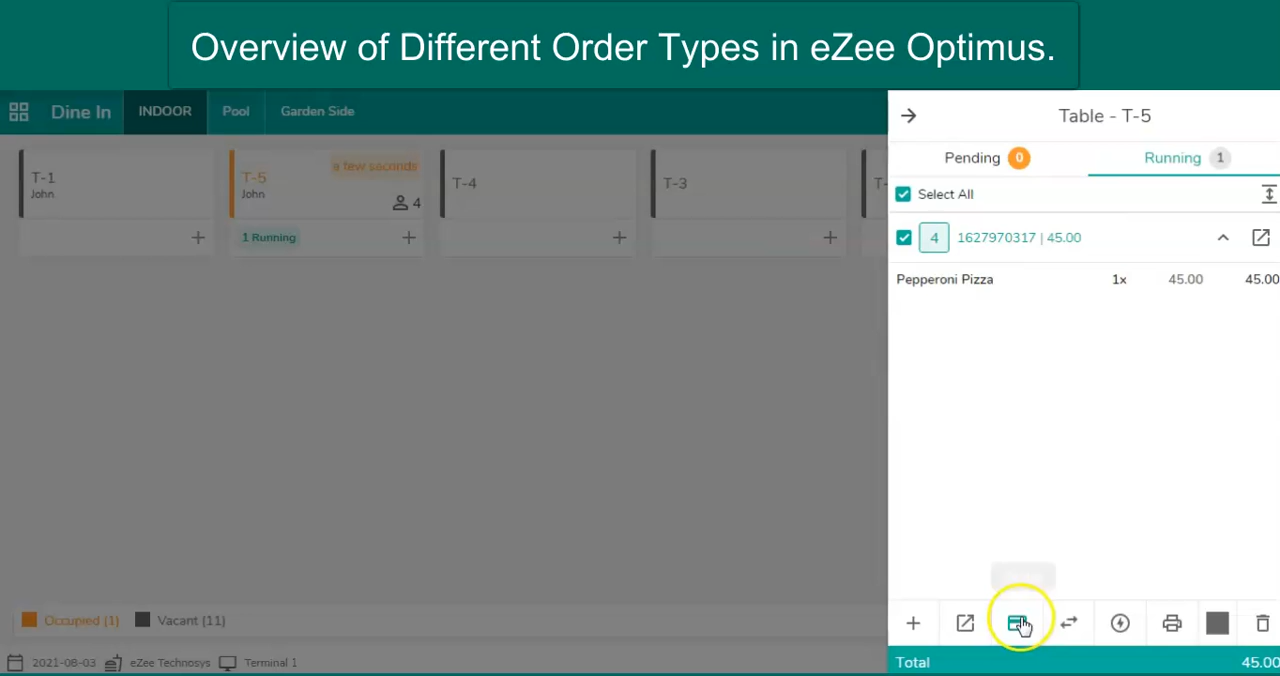 Overview of Different Order Types in eZee Optimus.
Dine In INDOOR Pool Garden Side
Table - T-5
Pending 0 Running 1
Select All
4 1627970317 | 45.00
Pepperoni Pizza 1x 45.00 45.00
T-1
John
a few seconds
T-5
John
4
1 Running
T-4
T-3
T-
Occupied (1) Vacant (11)
2021-08-03 eZee Technosys Terminal 1
Total 45.00